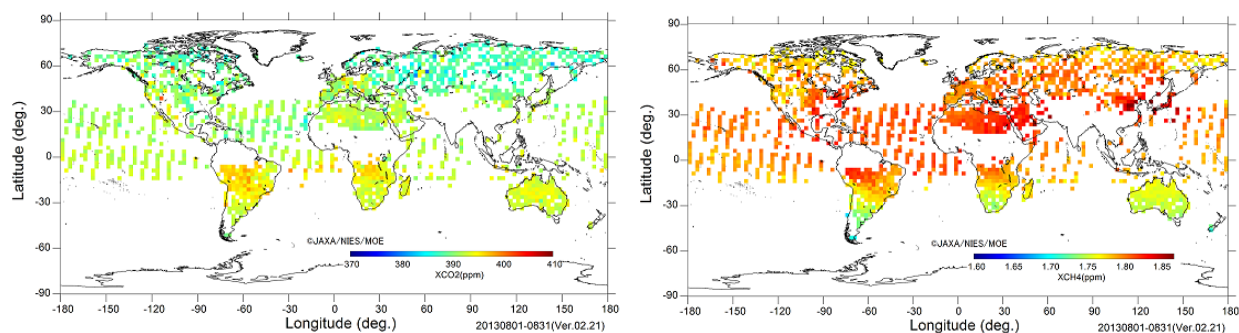 90
60
30
0
-30
-60
-90
Latitude (deg.)
©JAXA/NIES/MOE
370 380 390 400 410
XCO2(ppm)
-180 -150 -120 -90 -60 -30 0 30 60 90 120 150 180
Longitude (deg.)
20130801-0831(Ver.02.21)
90
60
30
0
-30
-60
-90
Latitude (deg.)
©JAXA/NIES/MOE
1.60 1.65 1.70 1.75 1.80 1.85
XCH4(ppm)
-180 -150 -120 -90 -60 -30 0 30 60 90 120 150 180
Longitude (deg.)
20130801-0831(Ver.02.21)